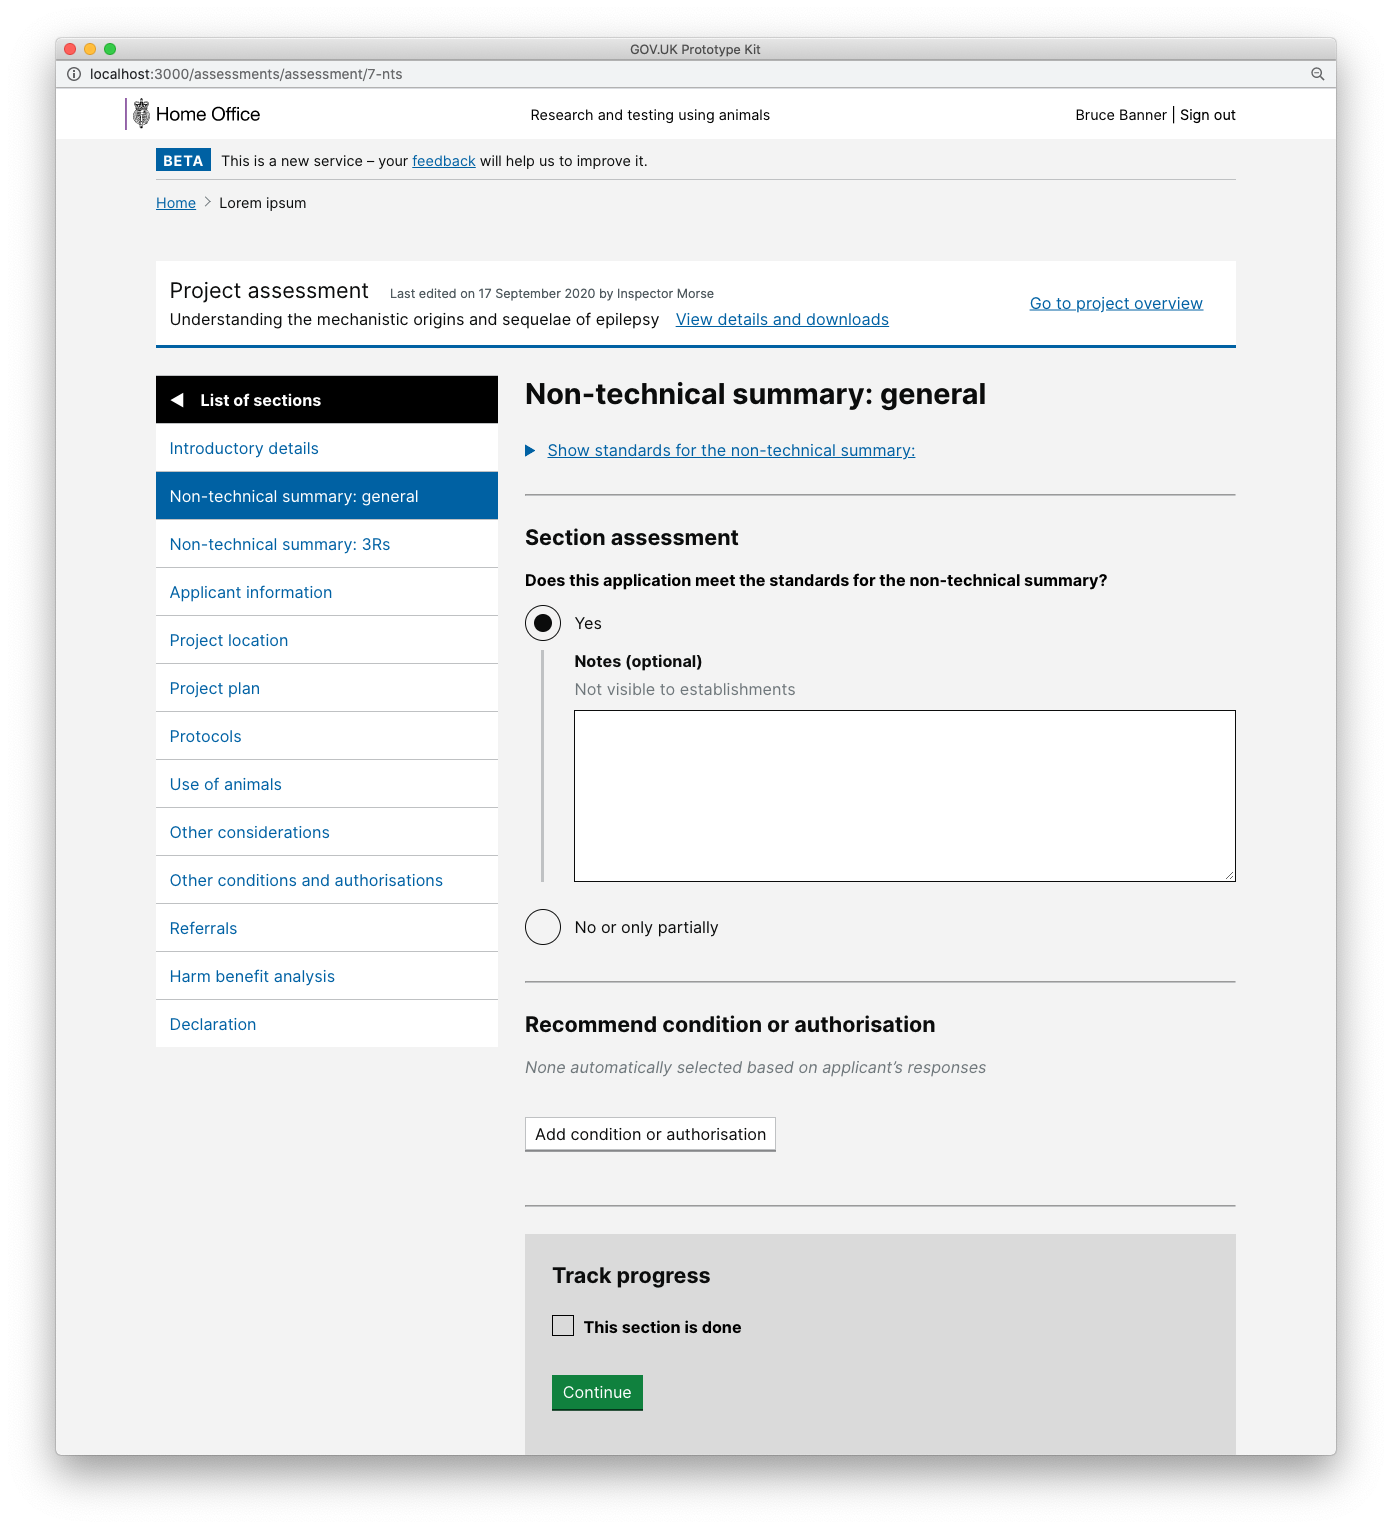 GOV.UK Prototype Kit
localhost:3000/assessments/assessment/7-nts
Home Office
Research and testing using animals
Bruce Banner | Sign out
BETA This is a new service – your feedback will help us to improve it.
Home > Lorem ipsum
Project assessment Last edited on 17 September 2020 by Inspector Morse
Understanding the mechanistic origins and sequelae of epilepsy View details and downloads
Go to project overview
List of sections
Introductory details
Non-technical summary: general
Non-technical summary: 3Rs
Applicant information
Project location
Project plan
Protocols
Use of animals
Other considerations
Other conditions and authorisations
Referrals
Harm benefit analysis
Declaration
Non-technical summary: general
Show standards for the non-technical summary:
Section assessment
Does this application meet the standards for the non-technical summary?
Yes
Notes (optional)
Not visible to establishments
No or only partially
Recommend condition or authorisation
None automatically selected based on applicant’s responses
Add condition or authorisation
Track progress
This section is done
Continue